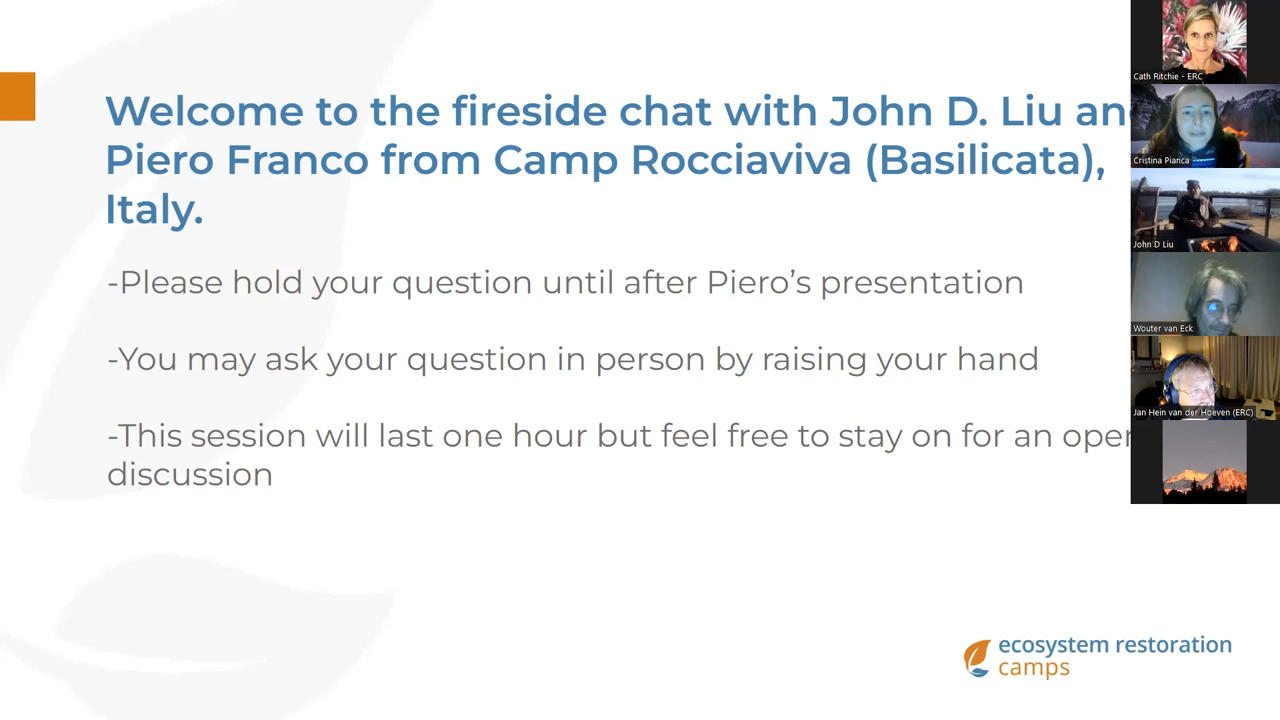 Welcome to the fireside chat with John D. Liu an
Piero Franco from Camp Rocciaviva (Basilicata),
Italy.
-Please hold your question until after Piero's presentation
-You may ask your question in person by raising your hand
-This session will last one hour but feel free to stay on for an open
discussion
ecosystem restoration
camps
Cath Ritchie - ERC
Cristina Pianca
John D Liu
Wouter van Eck
Jan Hein van der Hoeven (ERC)